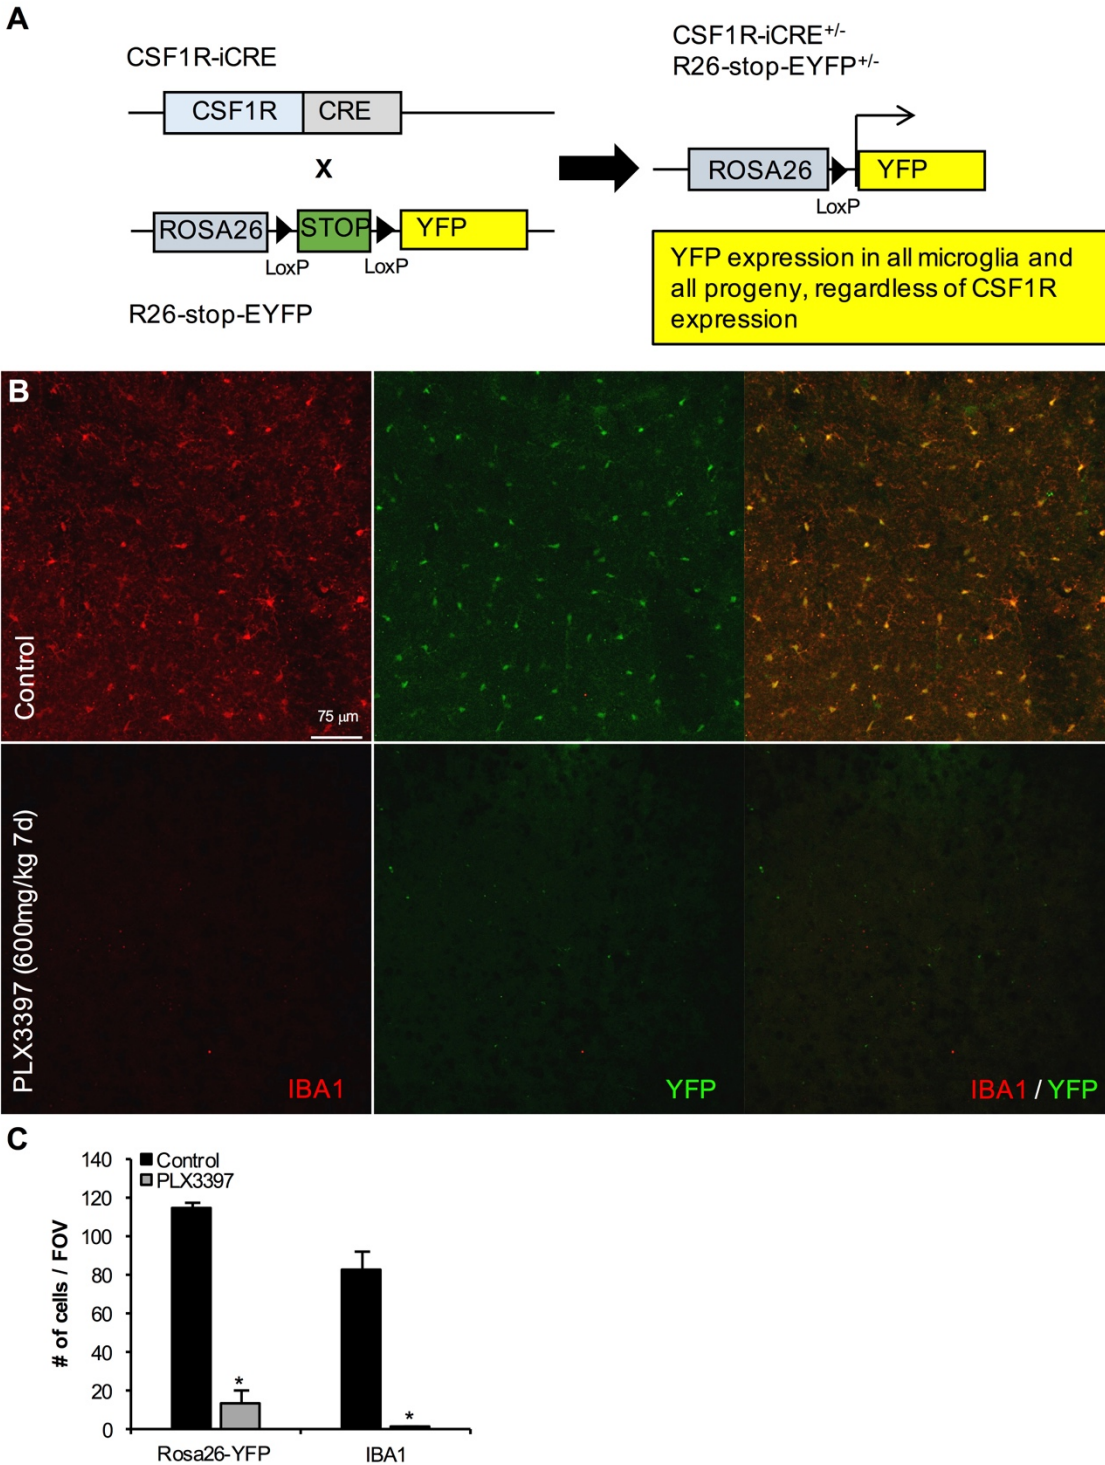 A
CSF1R-iCRE
CSF1R CRE
X
ROSA26 STOP YFP
LoxP LoxP
R26-stop-EYFP
CSF1R-iCRE+/-
R26-stop-EYFP+/-
ROSA26 YFP
LoxP
YFP expression in all microglia and
all progeny, regardless of CSF1R
expression
B
Control
75 µm
PLX3397 (600mg/kg 7d)
IBA1
YFP
IBA1 / YFP
C
Control
PLX3397
# of cells / FOV
140
120
100
80
60
40
20
0
*
*
Rosa26-YFP IBA1